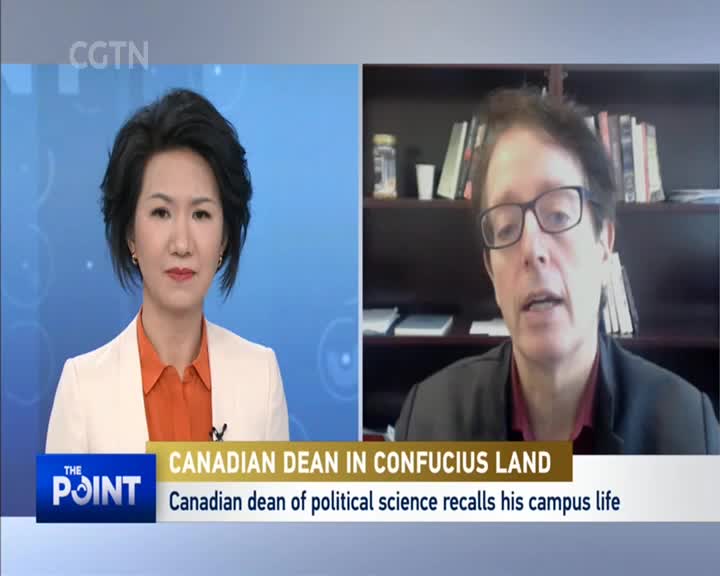 CGTN
CANADIAN DEAN IN CONFUCIUS LAND
THE
POINT
Canadian dean of political science recalls his campus life